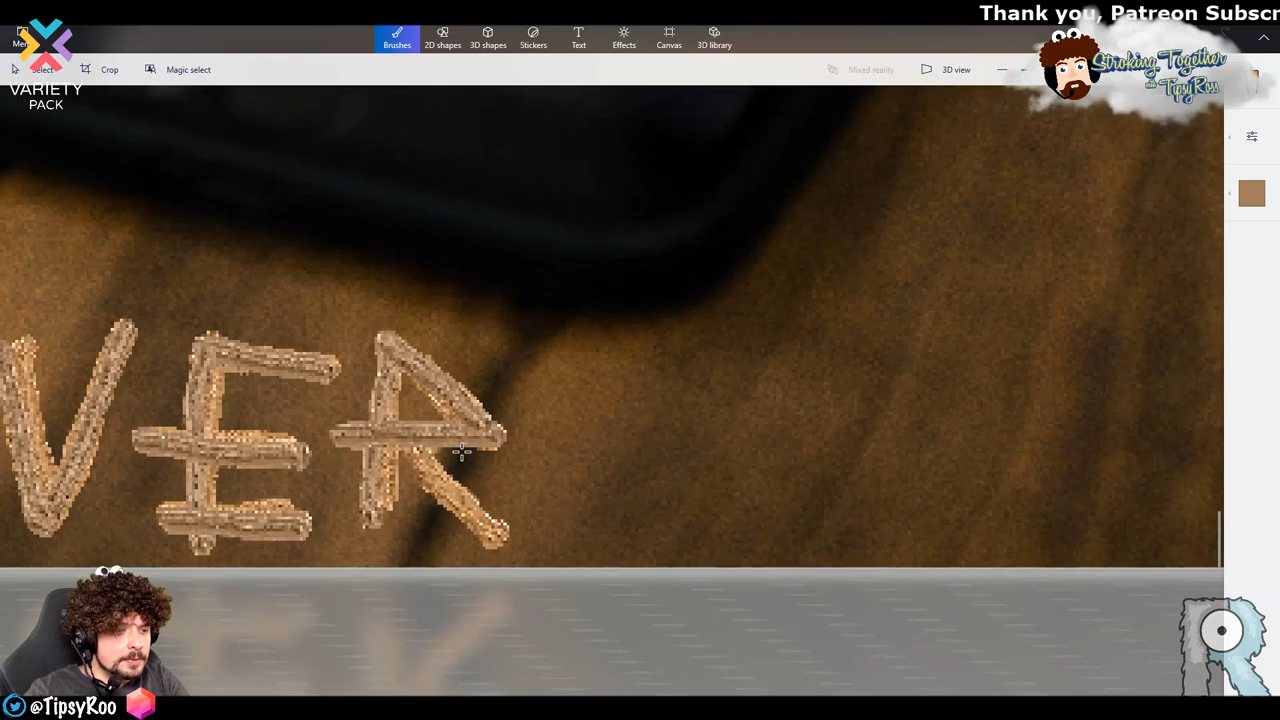 Thank you, Patreon Subscr
Brushes
2D shapes
3D shapes
Stickers
Text
Effects
Canvas
3D library
Select
Crop
Magic select
Mixed reality
3D view
Stroking Together
with TipsyRoss
VARIETY
PACK
VER
@TipsyRoo